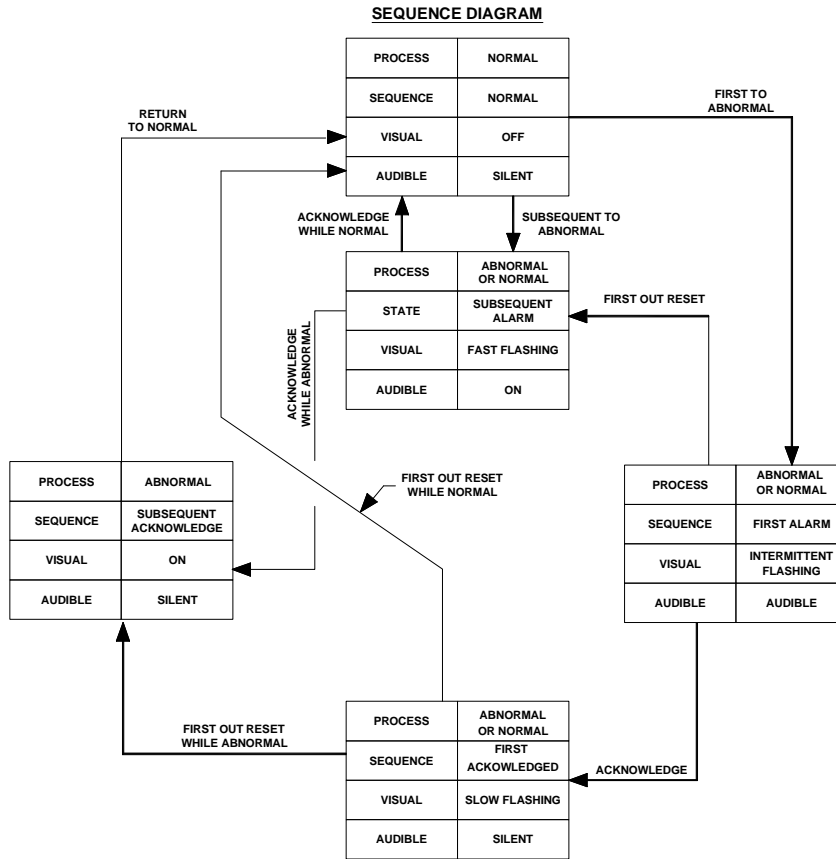 SEQUENCE DIAGRAM
PROCESS NORMAL
SEQUENCE NORMAL
VISUAL OFF
AUDIBLE SILENT
RETURN
TO NORMAL
FIRST TO
ABNORMAL
ACKNOWLEDGE
WHILE NORMAL
SUBSEQUENT TO
ABNORMAL
PROCESS ABNORMAL
OR NORMAL
STATE SUBSEQUENT
ALARM
VISUAL FAST FLASHING
AUDIBLE ON
FIRST OUT RESET
ACKNOWLEDGE
WHILE ABNORMAL
FIRST OUT RESET
WHILE NORMAL
PROCESS ABNORMAL
SEQUENCE SUBSEQUENT
ACKNOWLEDGE
VISUAL ON
AUDIBLE SILENT
PROCESS ABNORMAL
OR NORMAL
SEQUENCE FIRST ALARM
VISUAL INTERMITTENT
FLASHING
AUDIBLE AUDIBLE
FIRST OUT RESET
WHILE ABNORMAL
PROCESS ABNORMAL
OR NORMAL
SEQUENCE FIRST
ACKOWLEDGED
VISUAL SLOW FLASHING
AUDIBLE SILENT
ACKNOWLEDGE